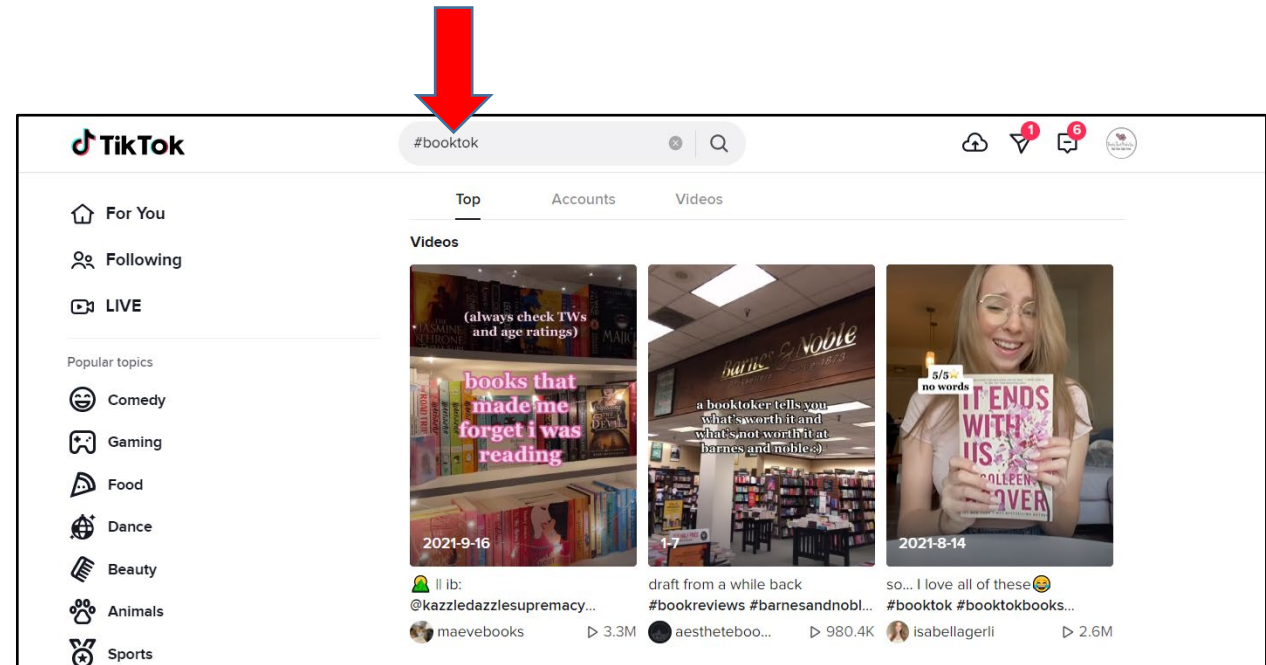 TikTok
#booktok
1
6
For You
Following
LIVE
Popular topics
Comedy
Gaming
Food
Dance
Beauty
Animals
Sports
Top
Accounts
Videos
Videos
(always check TWs
and age ratings)
books that
made me
forget i was
reading
2021-9-16
|| ib:
@kazzledazzlesupremacy...
maevebooks
3.3M
Barnes & Noble
a booktoker tells you
what's worth it and
what's not worth it at
barnes and noble :)
1-7
draft from a while back
#bookreviews #barnesandnobl...
aestheteboo...
980.4K
5/5⭐
no words
IT ENDS
WITH
US
COLLEEN
HOOVER
2021-8-14
so... I love all of these😂
#booktok #booktokbooks...
isabellagerli
2.6M